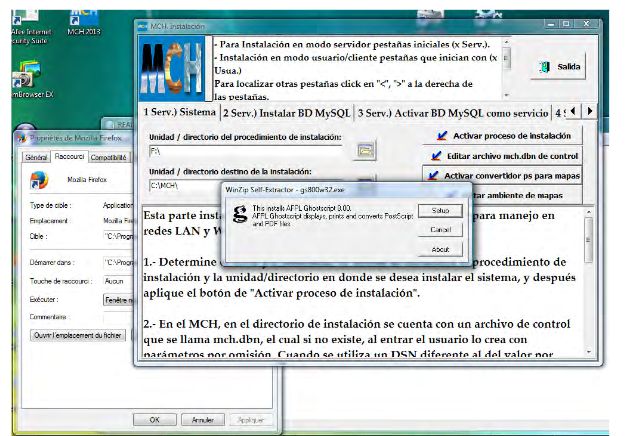 Afee Internet
curity Suite
MCH 2013
mBrowser EX
MCH- Instalación
MCH
- Para Instalación en modo servidor pestañas iniciales (x Serv.).
- Instalación en modo usuario/cliente pestañas que inician con (x
Usua.)
Para localizar otras pestañas click en "<", ">" a la derecha de
las pestañas.
Salida
1 Serv.) Sistema
2 Serv.) Instalar BD MySQL
3 Serv.) Activar BD MySQL como servicio
4
Unidad / directorio del procedimiento de instalación:
F:\
Unidad / directorio destino de la instalación:
C:\MCH\
Activar proceso de instalación
Editar archivo mch.dbn de control
Activar convertidor ps para mapas
tar ambiente de mapas
Esta parte insta
para manejo en
redes LAN y W
1.- Determine
procedimiento de
instalación y la unidad/directorio en donde se desea instalar el sistema, y después
aplique el botón de "Activar proceso de instalación".
2.- En el MCH, en el directorio de instalación se cuenta con un archivo de control
que se llama mch.dbn, el cual si no existe, al entrar el usuario lo crea con
parámetros por omisión. Cuando se utiliza un DSN diferente al del valor por
WinZip Self-Extractor - gs800w32.exe
This installs AFPL Ghostscript 8.00.
AFPL Ghostscript displays, prints and converts PostScript
and PDF files
Setup
Cancel
About
Propriétés de Mozilla Firefox
Général
Raccourci
Compatibilité
Mozilla Firefox
Type de cible :
Application
Emplacement :
Mozilla Firef
Cible :
"C:\Progra
Démarrer dans :
"C:\Progra
Touche de raccourci :
Aucun
Exécuter :
Fenêtre n
Commentaire :
Ouvrir l'emplacement du fichier
OK
Annuler
Appliquer